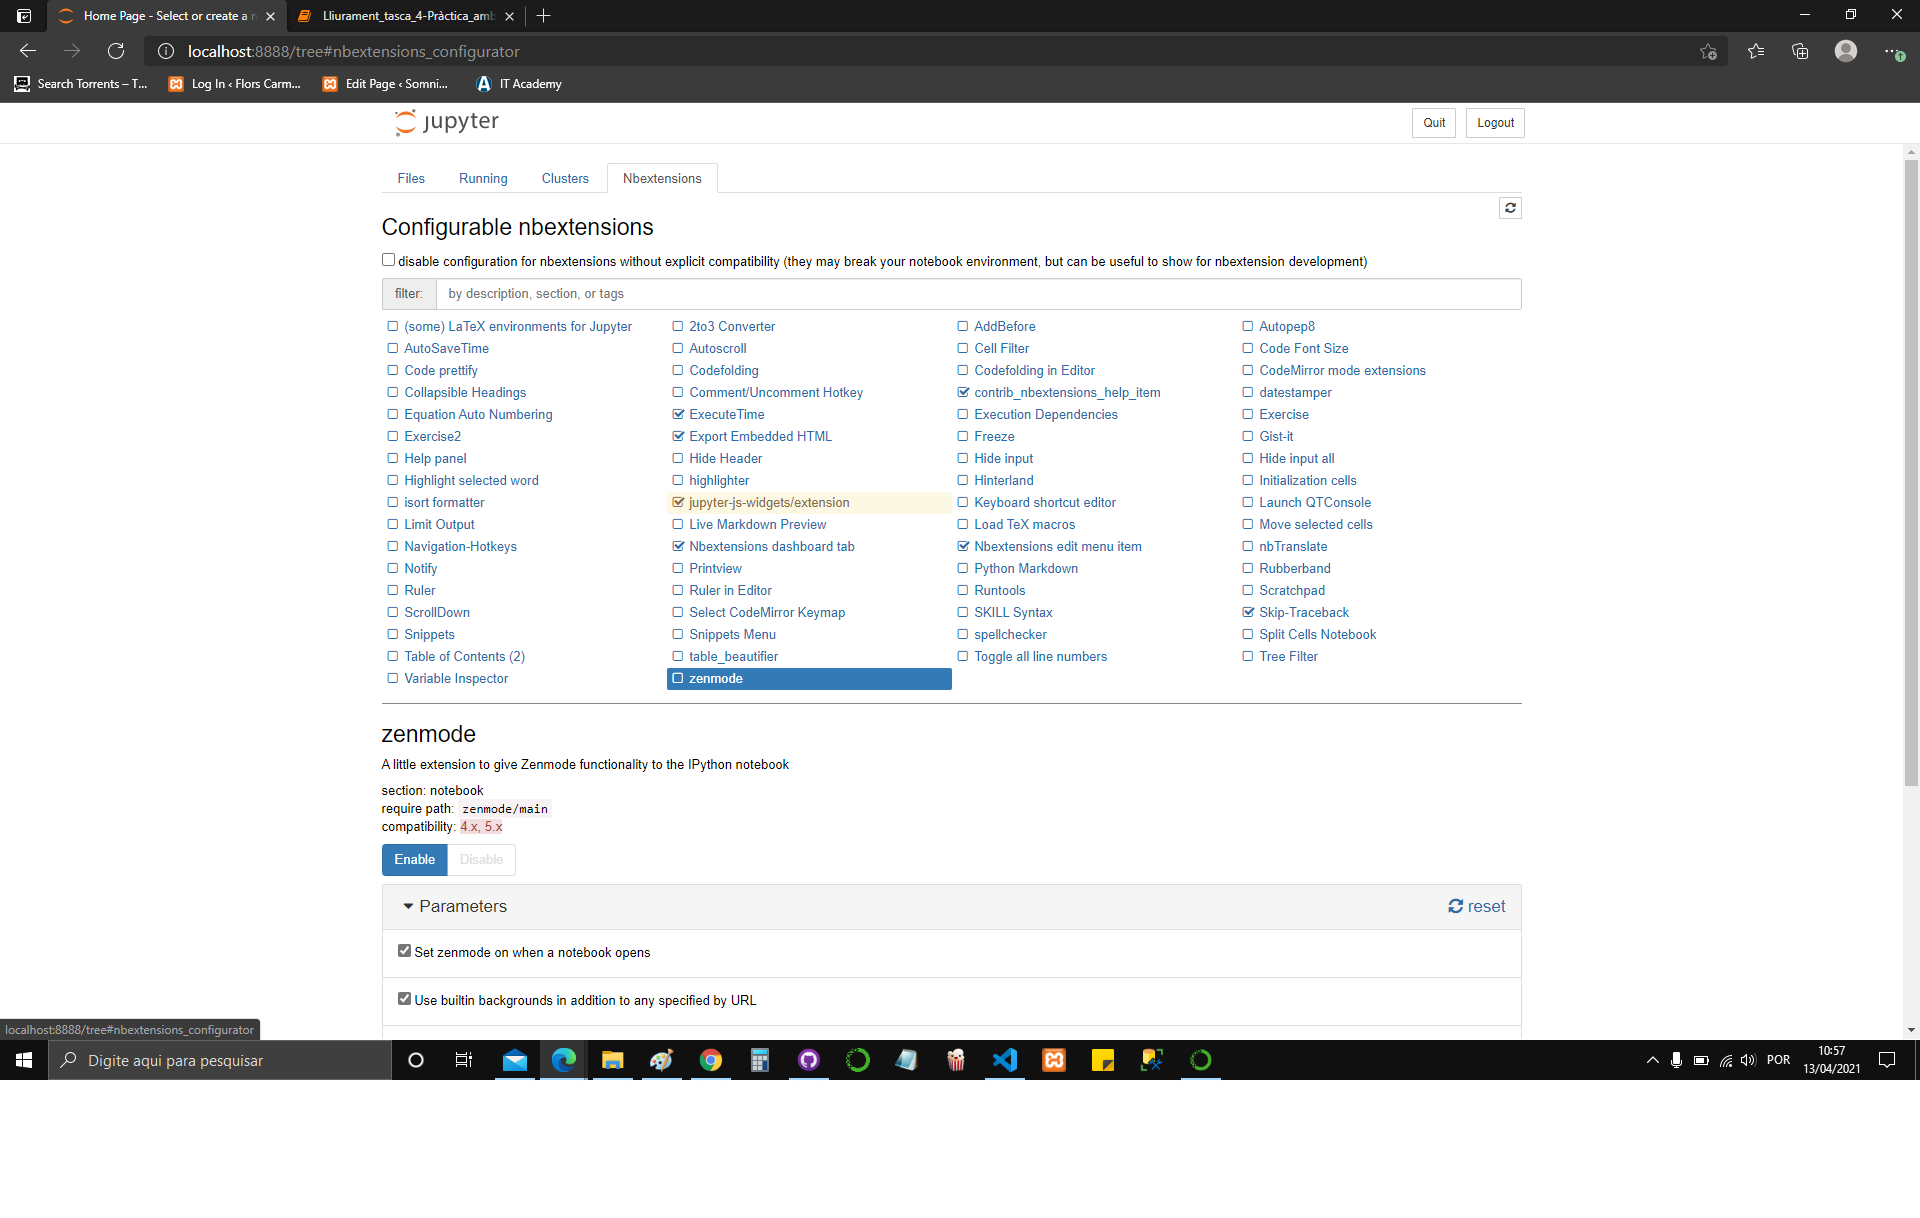 Home Page - Select or create a n
Lliurament_tasca_4-Pràctica_amb
localhost:8888/tree#nbextensions_configurator
Search Torrents – T...
Log In ‹ Flors Carm...
Edit Page ‹ Somni...
IT Academy
jupyter
Quit
Logout
Files
Running
Clusters
Nbextensions
Configurable nbextensions
disable configuration for nbextensions without explicit compatibility (they may break your notebook environment, but can be useful to show for nbextension development)
filter: by description, section, or tags
(some) LaTeX environments for Jupyter
2to3 Converter
AddBefore
Autopep8
AutoSaveTime
Autoscroll
Cell Filter
Code Font Size
Code prettify
Codefolding
Codefolding in Editor
CodeMirror mode extensions
Collapsible Headings
Comment/Uncomment Hotkey
contrib_nbextensions_help_item
datestamper
Equation Auto Numbering
ExecuteTime
Execution Dependencies
Exercise
Exercise2
Export Embedded HTML
Freeze
Gist-it
Help panel
Hide Header
Hide input
Hide input all
Highlight selected word
highlighter
Hinterland
Initialization cells
isort formatter
jupyter-js-widgets/extension
Keyboard shortcut editor
Launch QTConsole
Limit Output
Live Markdown Preview
Load TeX macros
Move selected cells
Navigation-Hotkeys
Nbextensions dashboard tab
Nbextensions edit menu item
nbTranslate
Notify
Printview
Python Markdown
Rubberband
Ruler
Ruler in Editor
Runtools
Scratchpad
ScrollDown
Select CodeMirror Keymap
SKILL Syntax
Skip-Traceback
Snippets
Snippets Menu
spellchecker
Split Cells Notebook
Table of Contents (2)
table_beautifier
Toggle all line numbers
Tree Filter
Variable Inspector
zenmode
zenmode
A little extension to give Zenmode functionality to the IPython notebook
section: notebook
require path: zenmode/main
compatibility: 4.x, 5.x
Enable
Disable
Parameters
reset
Set zenmode on when a notebook opens
Use builtin backgrounds in addition to any specified by URL
localhost:8888/tree#nbextensions_configurator
Digite aqui para pesquisar
POR
10:57
13/04/2021